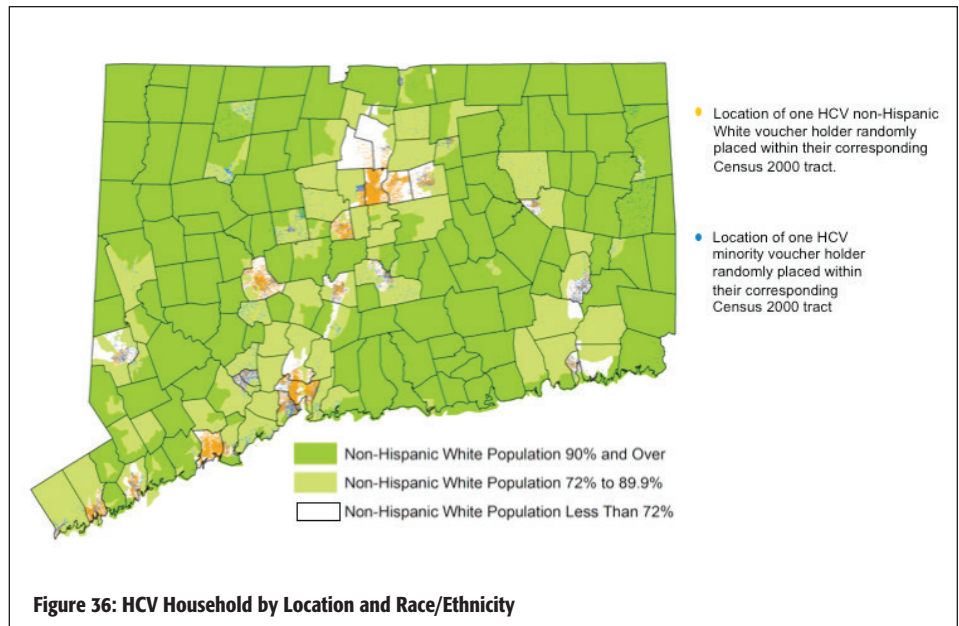 Location of one HCV non-Hispanic
White voucher holder randomly
placed within their corresponding
Census 2000 tract.
Location of one HCV
minority voucher holder
randomly placed within
their corresponding
Census 2000 tract
Non-Hispanic White Population 90% and Over
Non-Hispanic White Population 72% to 89.9%
Non-Hispanic White Population Less Than 72%
Figure 36: HCV Household by Location and Race/Ethnicity